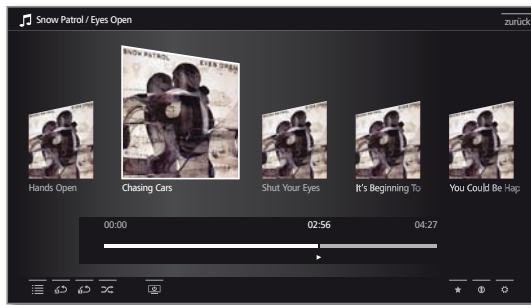 Snow Patrol / Eyes Open
zurück
SNOW PATROL
EYES OPEN
Hands Open
Chasing Cars
Shut Your Eyes
It's Beginning To
You Could Be Hap
00:00
02:56
04:27